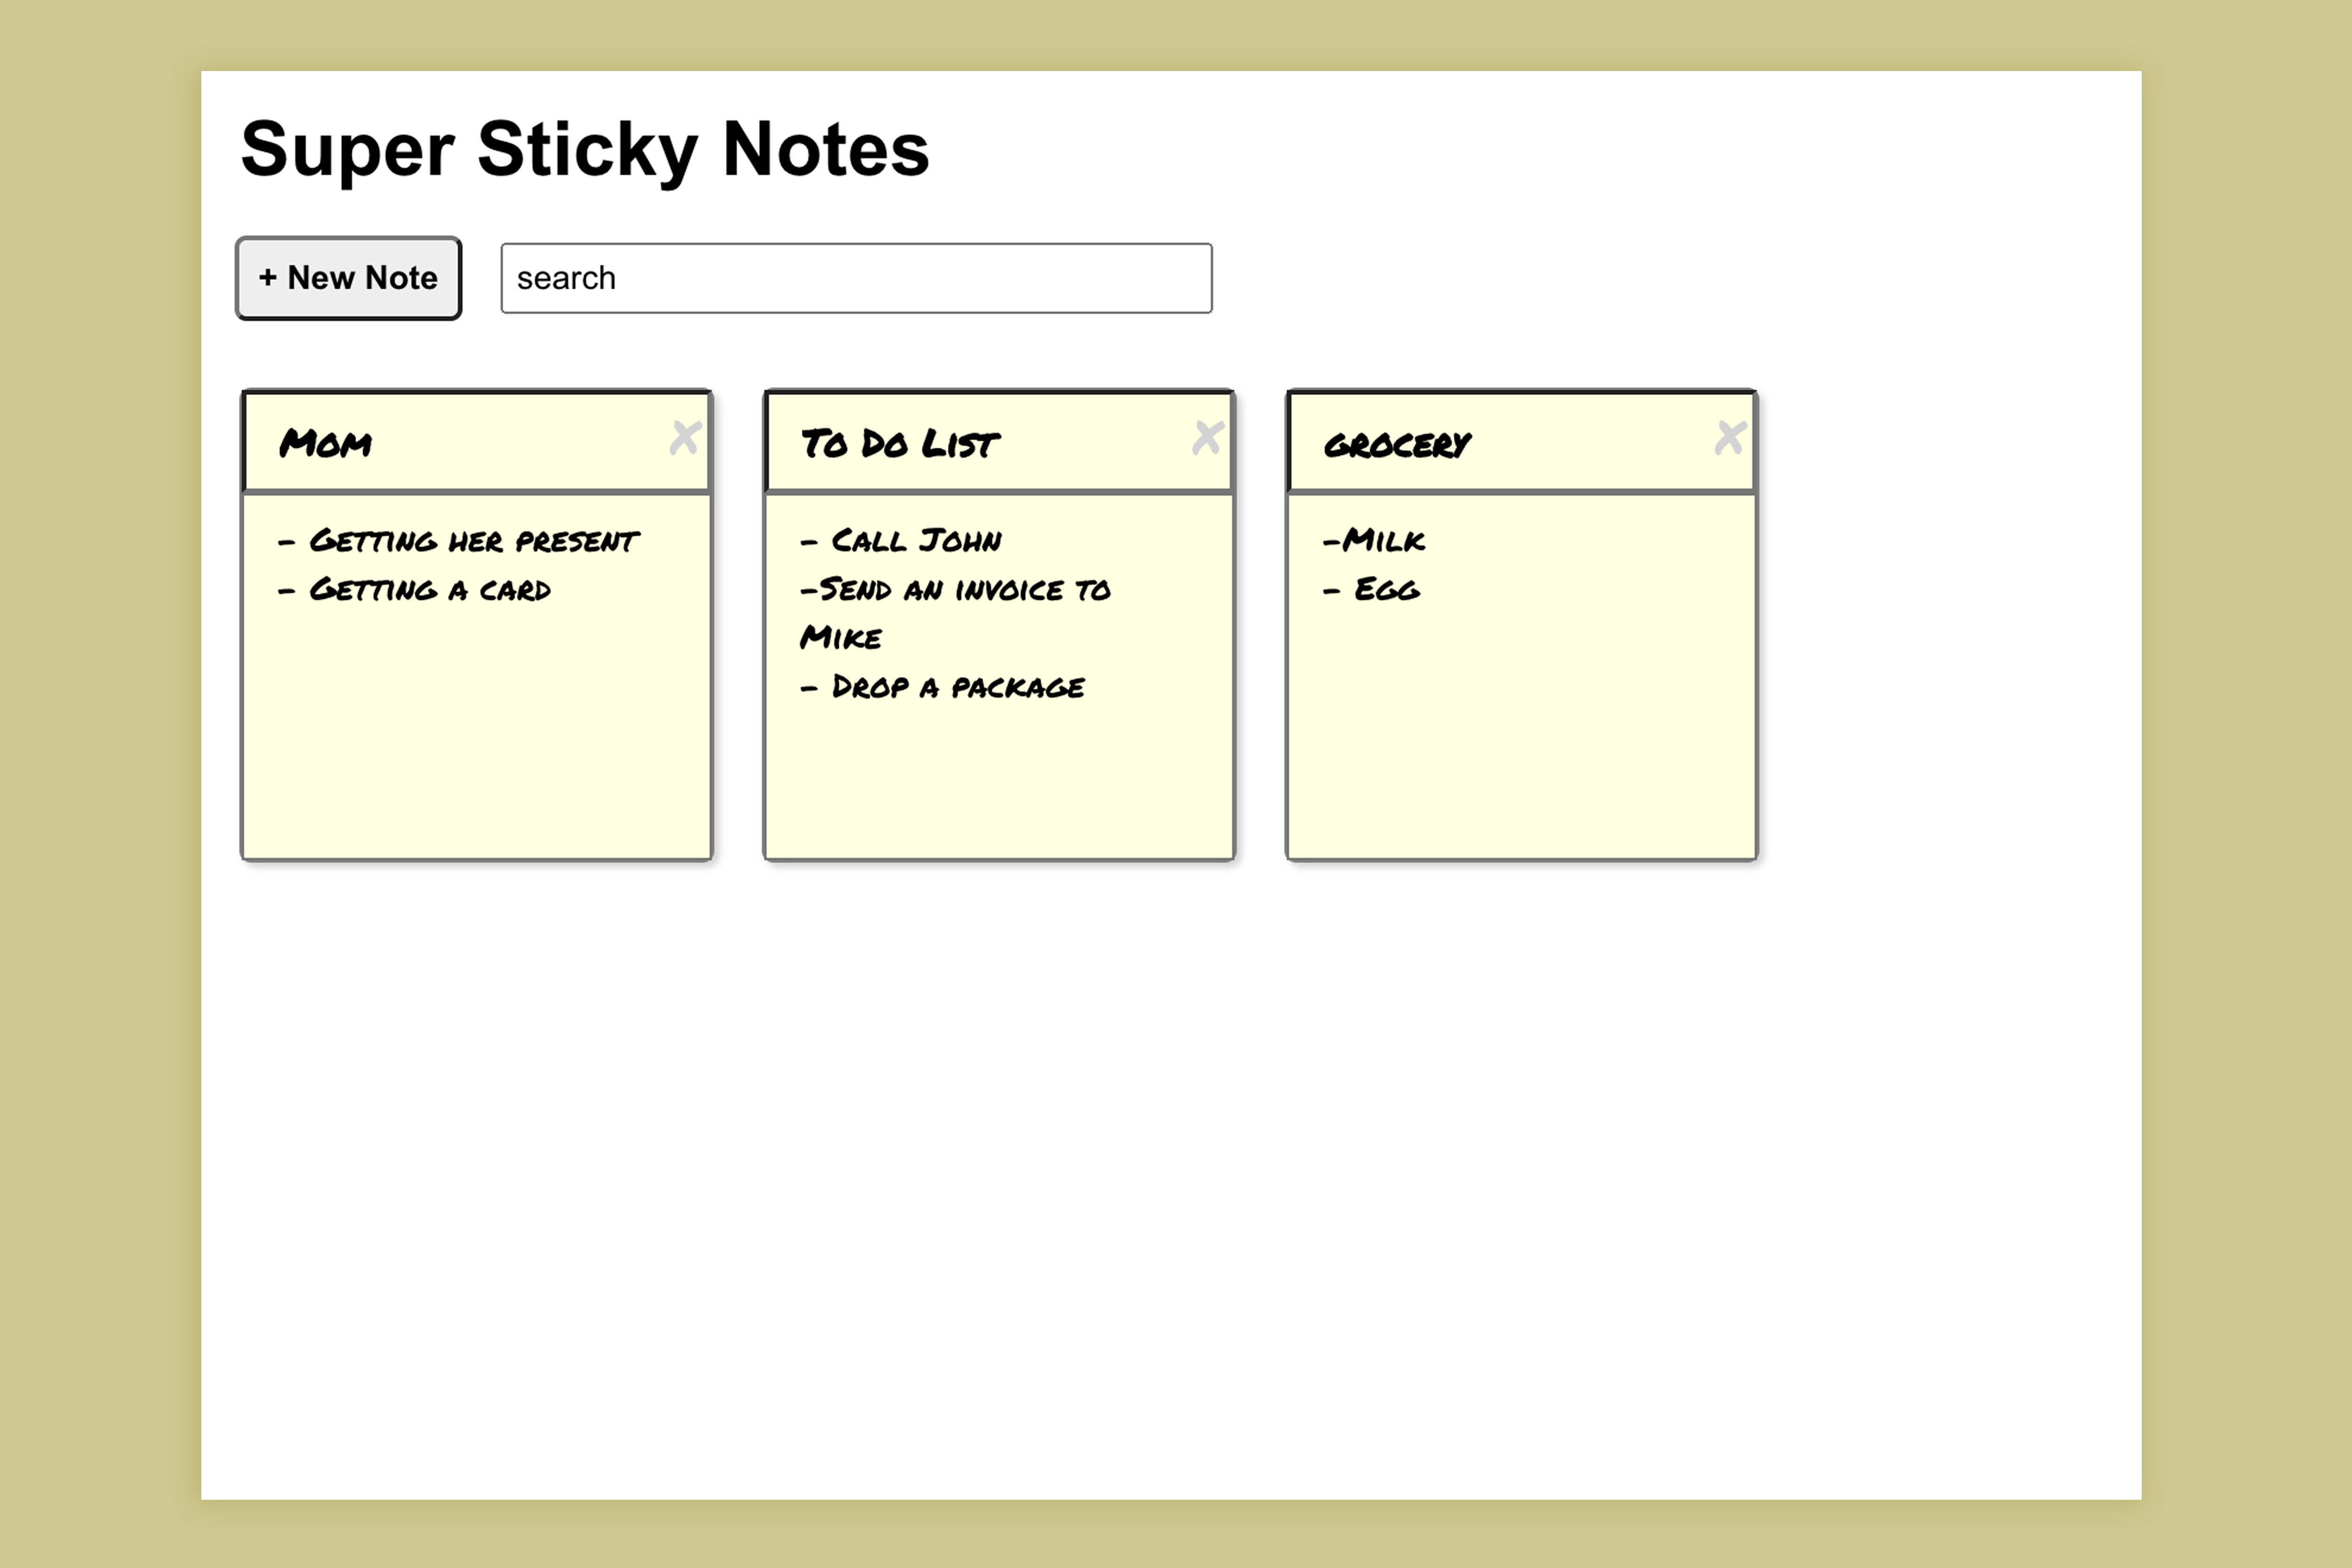 Super Sticky Notes
+ New Note
search
Mom
- Getting her present
- Getting a card
To Do List
- Call John
-Send an invoice to
Mike
- Drop a package
grocery
-Milk
- Egg